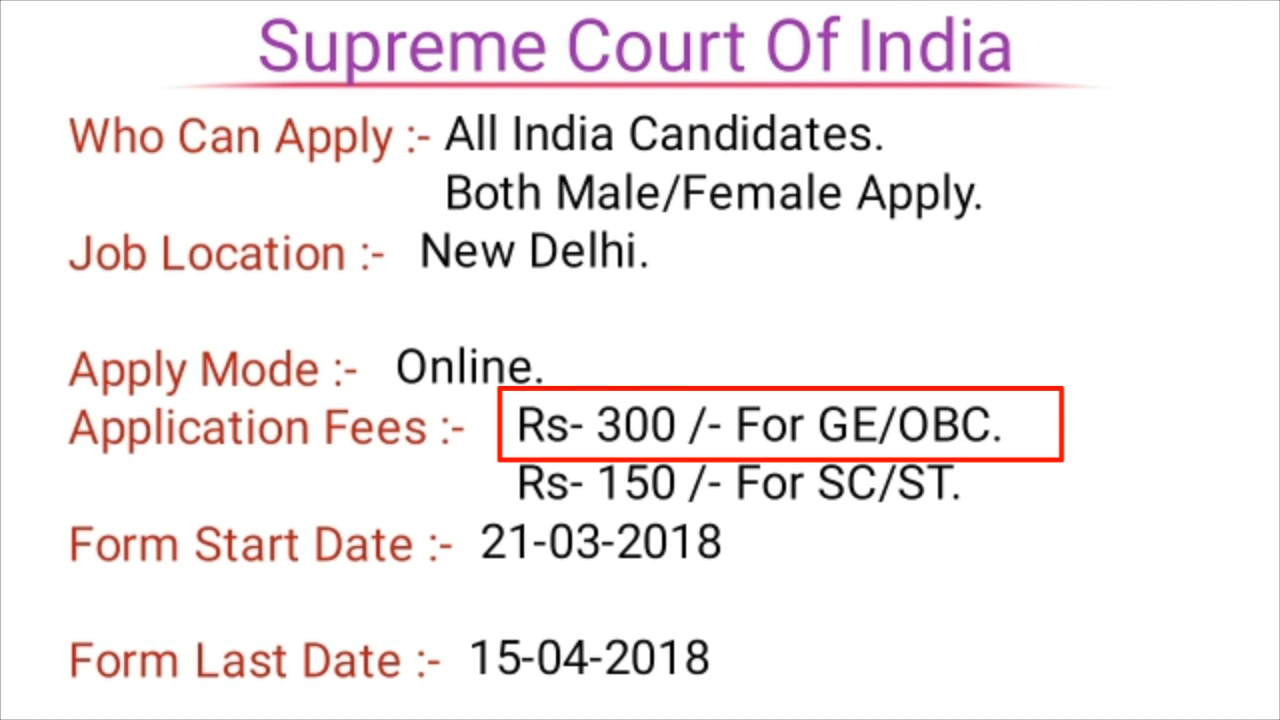 Supreme Court Of India
Who Can Apply :- All India Candidates.
Both Male/Female Apply.
Job Location :- New Delhi.
Apply Mode :- Online.
Application Fees :- Rs- 300 /- For GE/OBC.
Rs- 150 /- For SC/ST.
Form Start Date :- 21-03-2018
Form Last Date :- 15-04-2018